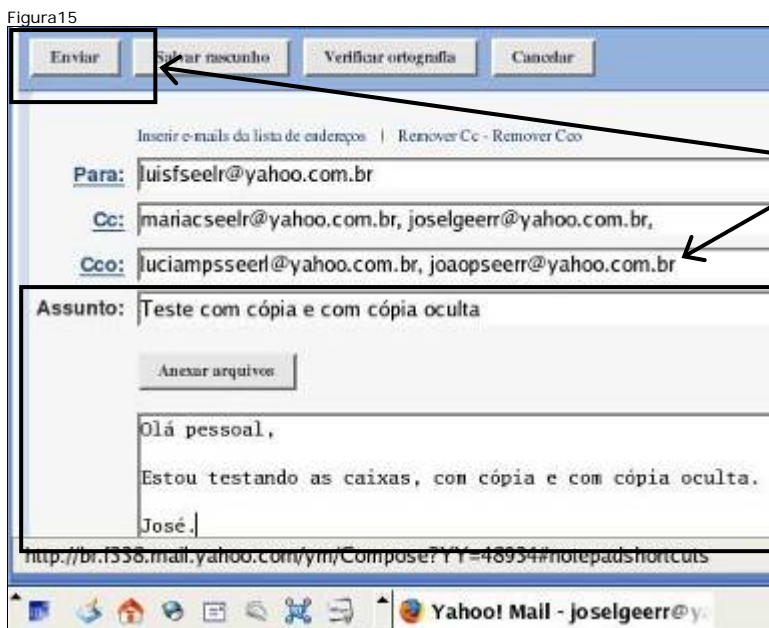 Figura15
Enviar Salvar rascunho Verificar ortografia Cancelar
Inserir e-mails da lista de endereços | Remover Cc - Remover Cco
Para: luisfseelr@yahoo.com.br
Cc: mariacseelr@yahoo.com.br, joselgeerr@yahoo.com.br,
Cco: luciampsseerl@yahoo.com.br, joaopseerr@yahoo.com.br
Assunto: Teste com cópia e com cópia oculta
Anexar arquivos
Olá pessoal,
Estou testando as caixas, com cópia e com cópia oculta.
José.
http://br.f338.mail.yahoo.com/ym/Compose?YY=48934#notepadshortcuts
Yahoo! Mail - joselgeerr@y